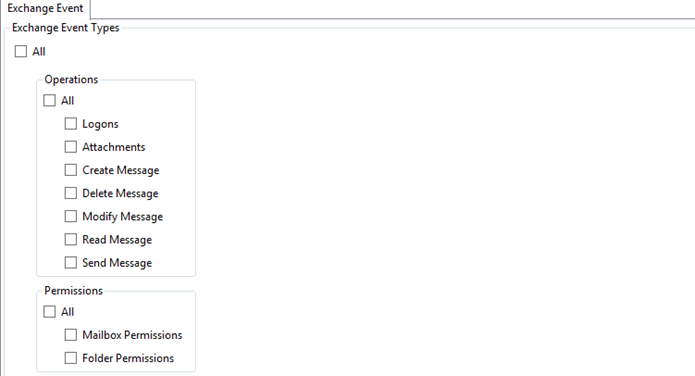 Exchange Event
Exchange Event Types
All
Operations
All
Logons
Attachments
Create Message
Delete Message
Modify Message
Read Message
Send Message
Permissions
All
Mailbox Permissions
Folder Permissions